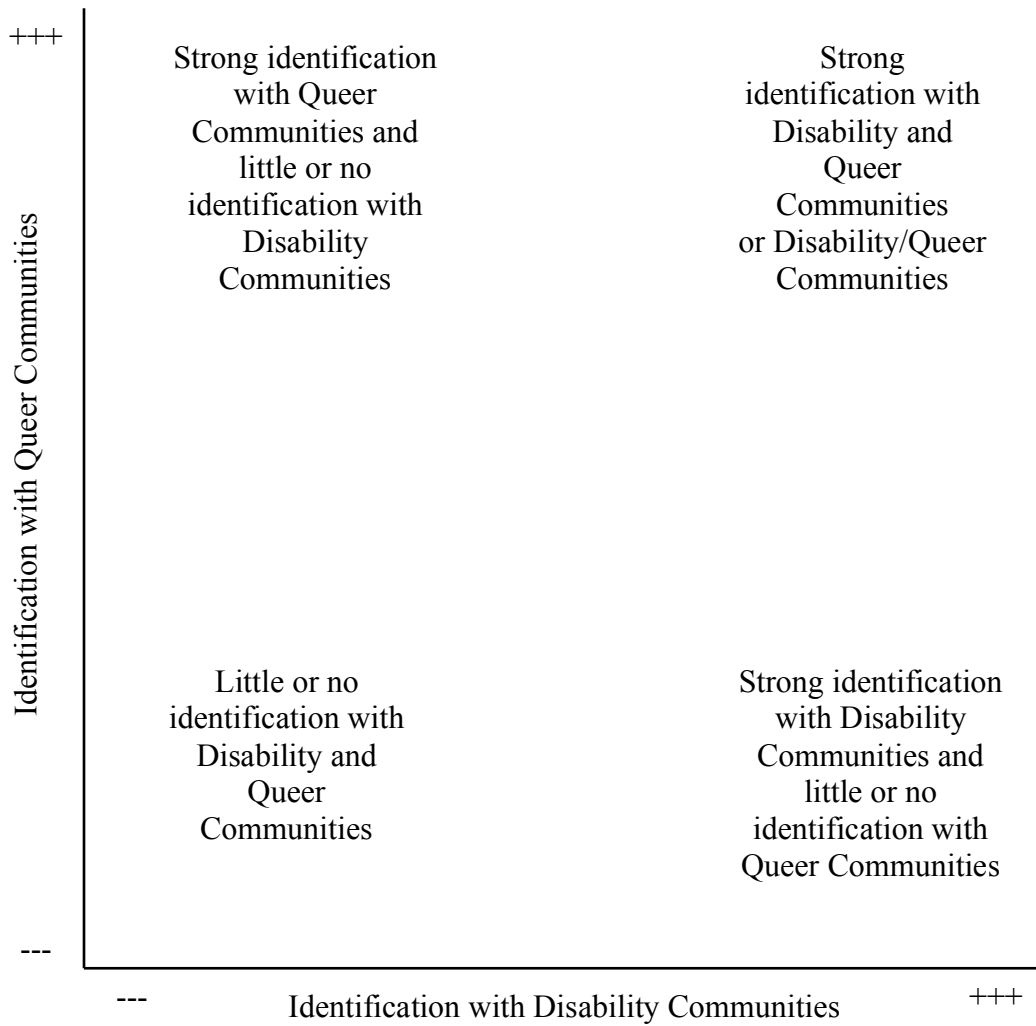 +++
Strong identification
with Queer
Communities and
little or no
identification with
Disability
Communities
Strong
identification with
Disability and
Queer
Communities
or Disability/Queer
Communities
Identification with Queer Communities
Little or no
identification with
Disability and
Queer
Communities
Strong identification
with Disability
Communities and
little or no
identification with
Queer Communities
---
---
Identification with Disability Communities
+++